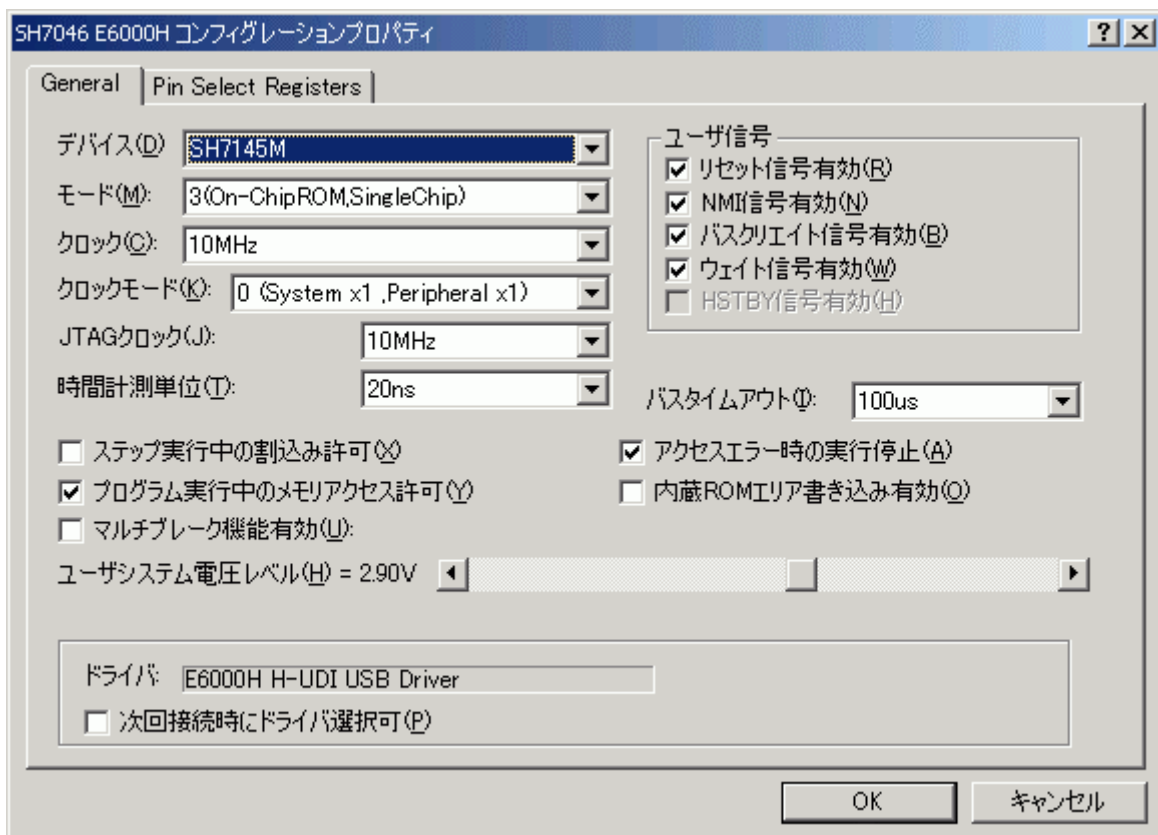 SH7046 E6000H コンフィグレーションプロパティ
General Pin Select Registers
デバイス(D) SH7145M
モード(M): 3(On-ChipROM,SingleChip)
クロック(C): 10MHz
クロックモード(K): 0 (System x1 ,Peripheral x1)
JTAGクロック(J): 10MHz
時間計測単位(T): 20ns
ユーザ信号
リセット信号有効(R)
NMI信号有効(N)
バスクリエイト信号有効(B)
ウェイト信号有効(W)
HSTBY信号有効(H)
バスタイムアウト(I): 100us
ステップ実行中の割込み許可(X)
アクセスエラー時の実行停止(A)
プログラム実行中のメモリアクセス許可(Y)
内蔵ROMエリア書き込み有効(O)
マルチブレーク機能有効(U):
ユーザシステム電圧レベル(H) = 2.90V
ドライバ: E6000H H-UDI USB Driver
次回接続時にドライバ選択可(P)
OK キャンセル